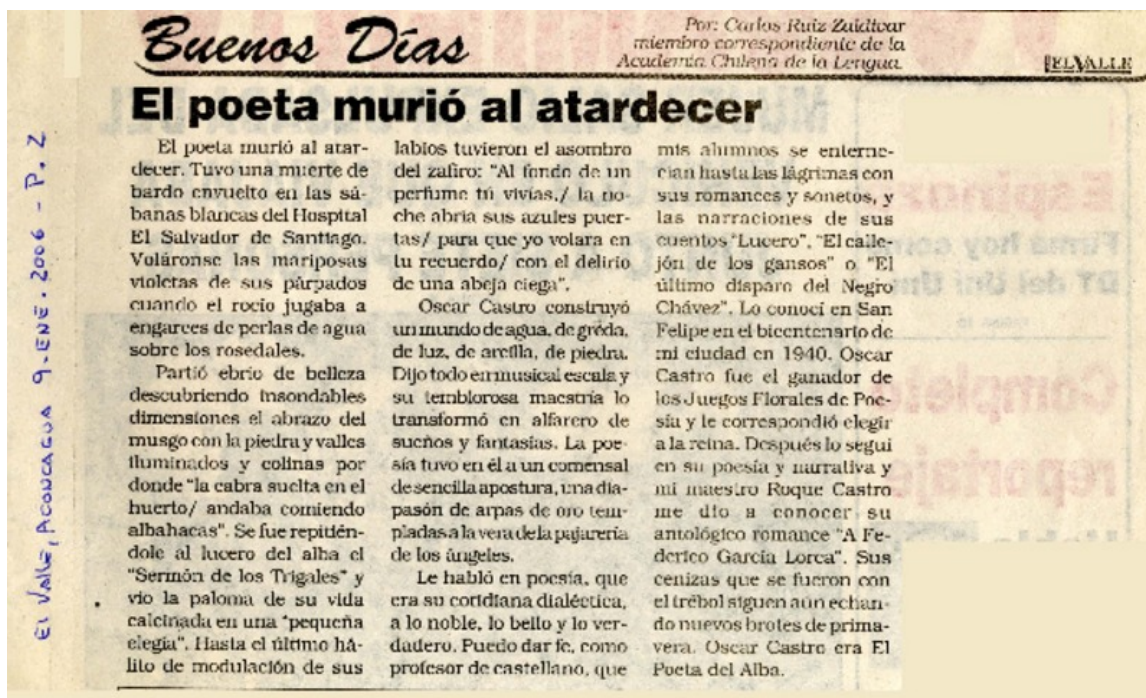 Buenos Días
Por: Carlos Ruiz Zaldívar
miembro correspondiente de la
Academia Chilena de la Lengua
EL VALLE
El poeta murió al atardecer
El poeta murió al atar-
decer. Tuvo una muerte de
bardo envuelto en las sá-
banas blancas del Hospital
El Salvador de Santiago.
Voláronse las mariposas
violetas de sus párpados
cuando el rocío jugaba a
engarces de perlas de agua
sobre los rosedales.
Partió ebrio de belleza
descubriendo insondables
dimensiones el abrazo del
musgo con la piedra y valles
iluminados y colinas por
donde "la cabra suelta en el
huerto/ andaba comiendo
albahacas". Se fue repitién-
dole al lucero del alba el
"Sermón de los Trigales" y
vio la paloma de su vida
calcinada en una "pequeña
elegía". Hasta el último há-
lito de modulación de sus
labios tuvieron el asombro
del zafiro: "Al fondo de un
perfume tú vivías,/ la no-
che abría sus azules puer-
tas/ para que yo volara en
tu recuerdo/ con el delirio
de una abeja ciega".
Oscar Castro construyó
un mundo de agua, de greda,
de luz, de arcilla, de piedra.
Dijo todo en musical escala y
su temblorosa maestría lo
transformó en alfarero de
sueños y fantasías. La poe-
sía tuvo en él a un comensal
de sencilla apostura, una dia-
pasón de arpas de oro tem-
pladas a la vera de la pajarería
de los ángeles.
Le habló en poesía, que
era su cotidiana dialéctica,
a lo noble, lo bello y lo ver-
dadero. Puedo dar fe, como
profesor de castellano, que
mis alumnos se enterne-
cían hasta las lágrimas con
sus romances y sonetos, y
las narraciones de sus
cuentos "Lucero", "El calle-
jón de los gansos" o "El
último disparo del Negro
Chávez". Lo conocí en San
Felipe en el bicentenario de
mi ciudad en 1940. Oscar
Castro fue el ganador de
los Juegos Florales de Poe-
sía y le correspondió elegir
a la reina. Después lo seguí
en su poesía y narrativa y
mi maestro Roque Castro
me dio a conocer su
antológico romance "A Fe-
derico García Lorca". Sus
cenizas que se fueron con
el trébol siguen aún echan-
do nuevos brotes de prima-
vera. Oscar Castro era El
Poeta del Alba.
EL VALLE, ACONCAGUA 9-ENE. 2006 - P. 2
Espinoza
Firma hoy como
Completo
reportaje